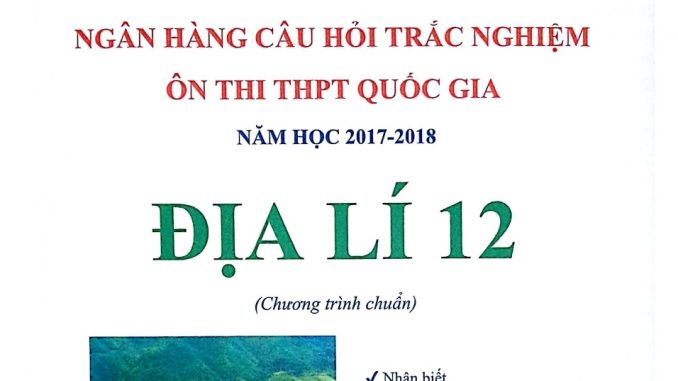 NGÂN HÀNG CÂU HỎI TRẮC NGHIỆM
ÔN THI THPT QUỐC GIA
NĂM HỌC 2017-2018
ĐỊA LÍ 12
(Chương trình chuẩn)
✓ Nhận biết